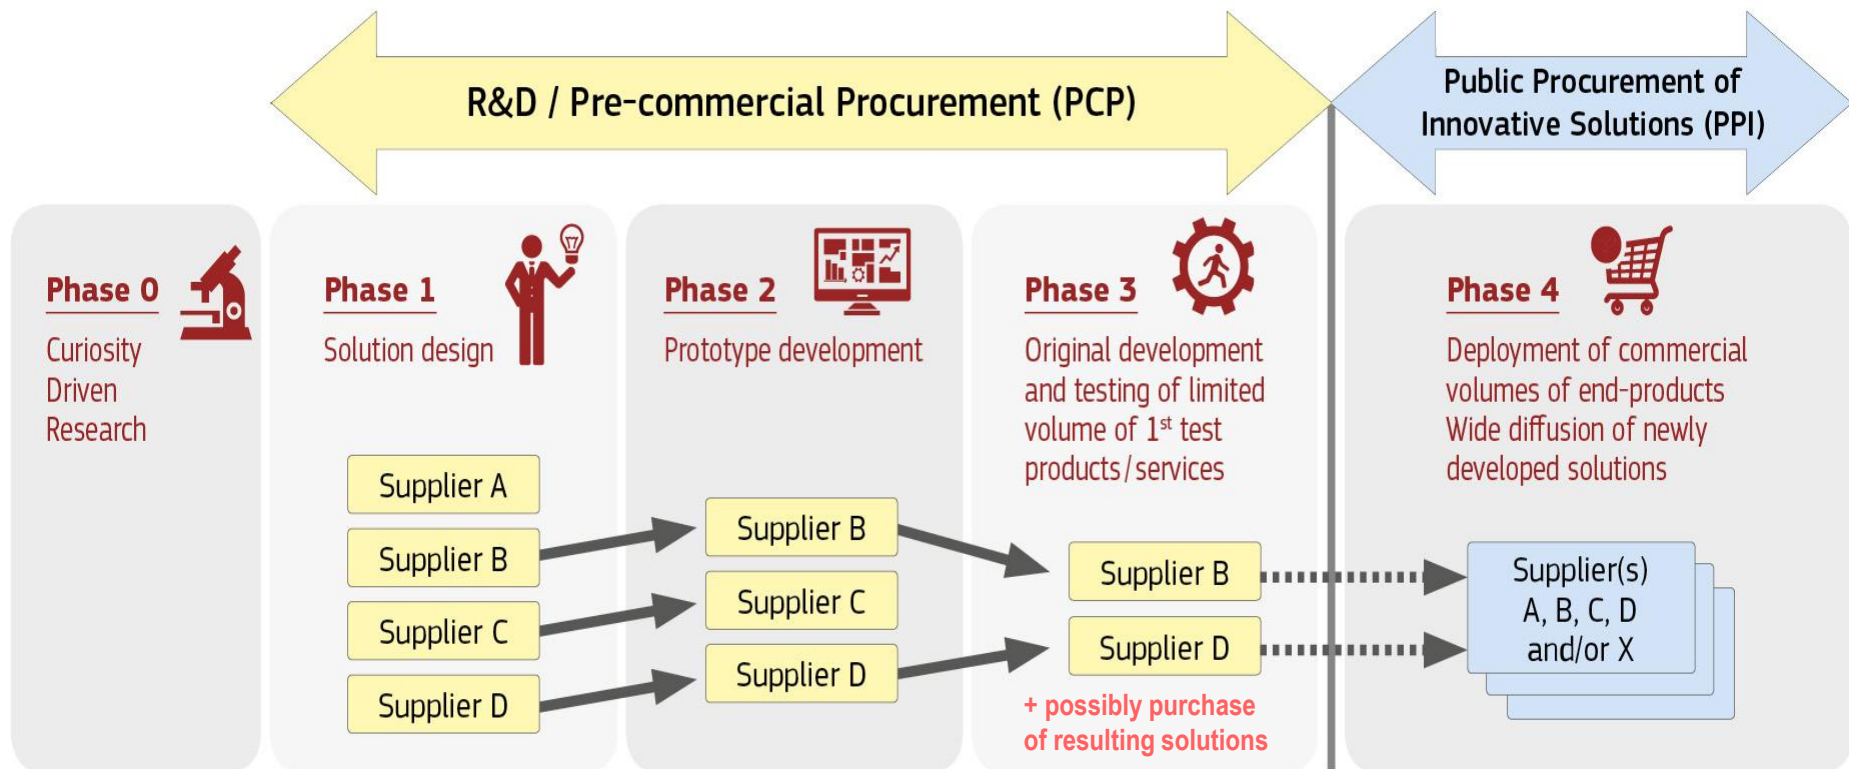 R&D / Pre-commercial Procurement (PCP)
Public Procurement of
Innovative Solutions (PPI)
Phase 0
Curiosity
Driven
Research
Phase 1
Solution design
Supplier A
Supplier B
Supplier C
Supplier D
Phase 2
Prototype development
Supplier B
Supplier C
Supplier D
Phase 3
Original development
and testing of limited
volume of 1st test
products/services
Supplier B
Supplier D
+ possibly purchase
of resulting solutions
Phase 4
Deployment of commercial
volumes of end-products
Wide diffusion of newly
developed solutions
Supplier(s)
A, B, C, D
and/or X